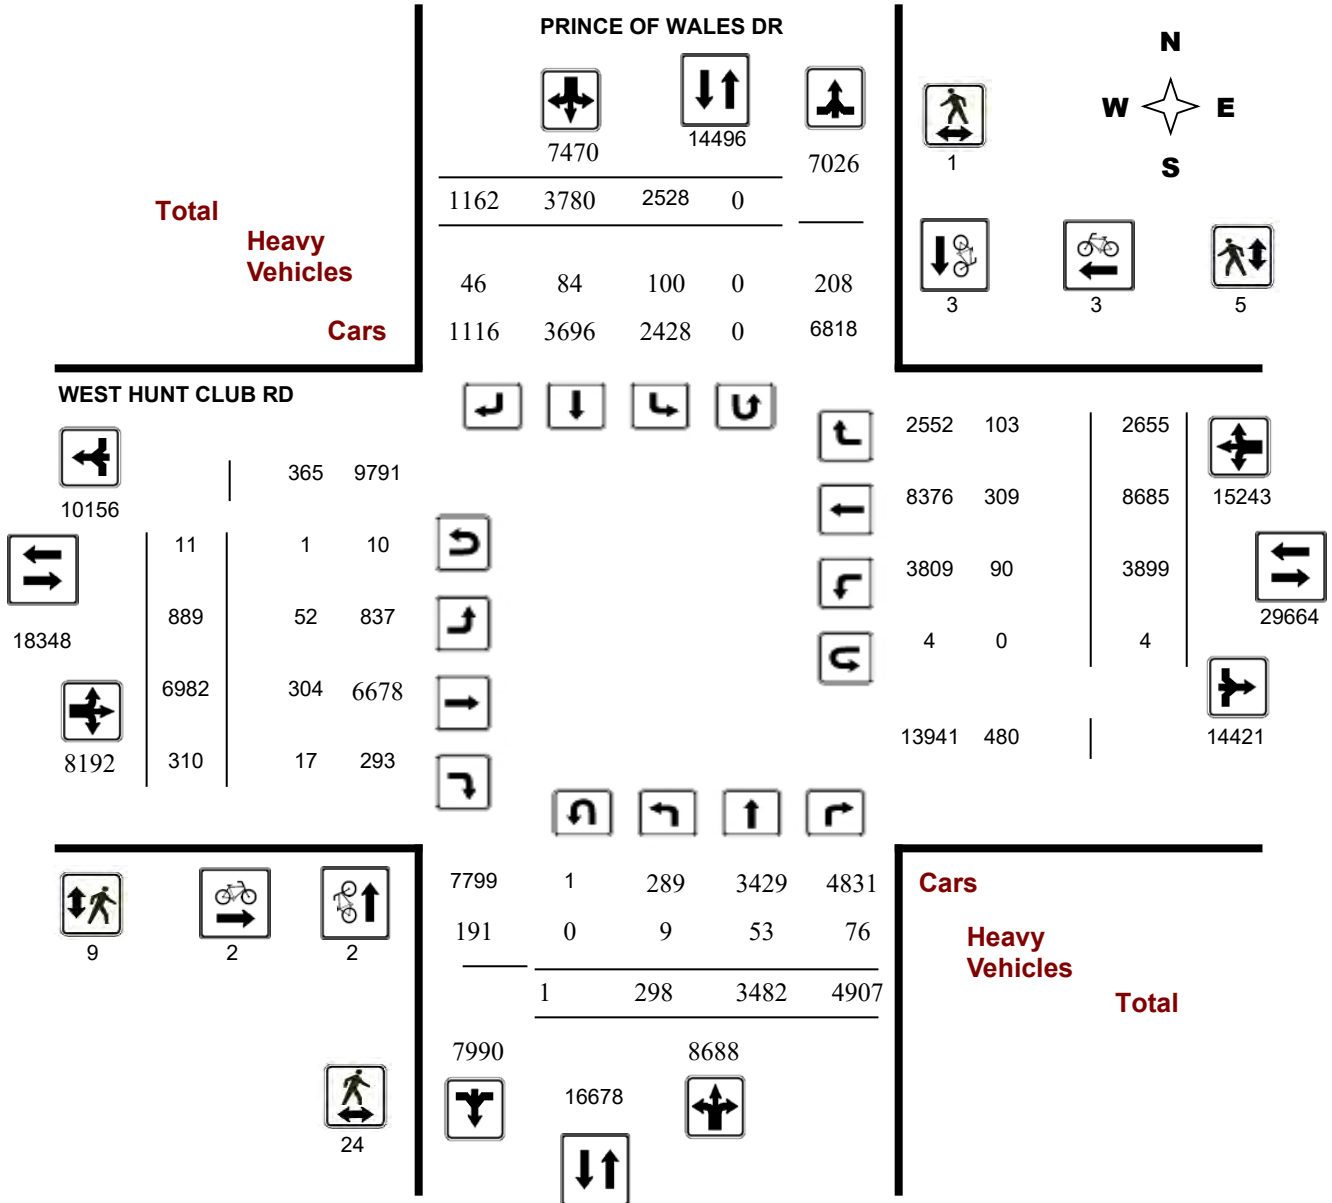 PRINCE OF WALES DR
N
W E
S
7470 14496 7026 1
1162 3780 2528 0
Total
Heavy
Vehicles
46 84 100 0 208
3 3 5
Cars 1116 3696 2428 0 6818
WEST HUNT CLUB RD
2552 103 2655
365 9791
10156
8376 309 8685 15243
11 1 10
3809 90 3899
889 52 837
29664
18348
4 0 4
6982 304 6678
13941 480 14421
8192 310 17 293
7799 1 289 3429 4831 Cars
191 0 9 53 76 Heavy
Vehicles
9 2 2
1 298 3482 4907 Total
7990 8688
16678
24